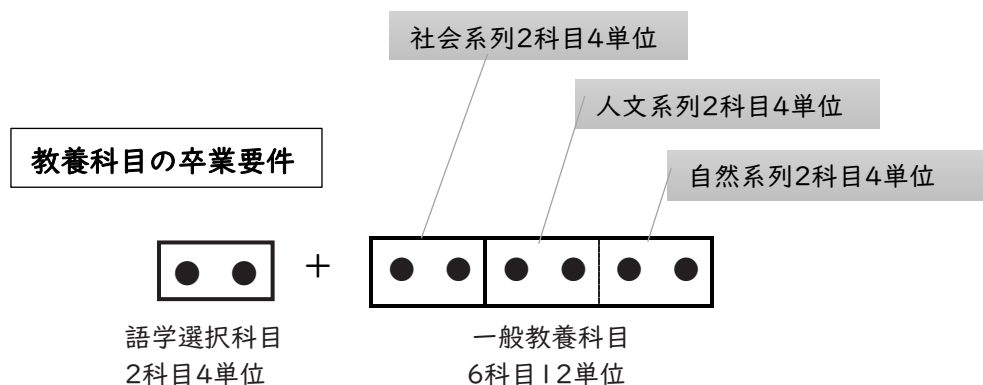 社会系列2科目4単位
人文系列2科目4単位
教養科目の卒業要件
自然系列2科目4単位
+
語学選択科目
2科目4単位
一般教養科目
6科目12単位